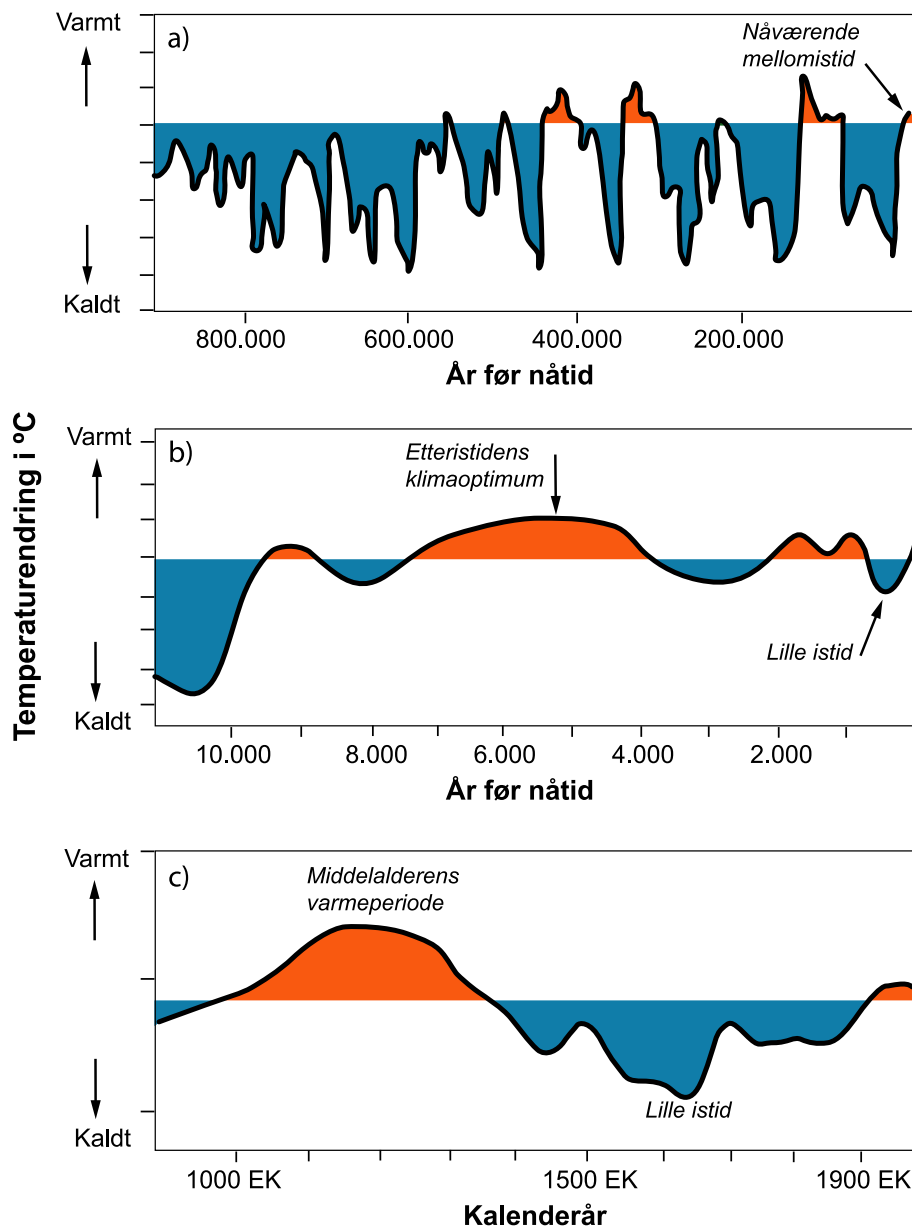 Varmt
a)
Nåværende
mellomistid
Kaldt
800.000
600.000
400.000
200.000
År før nåtid
Temperaturendring i ºC
Varmt
b)
Etteristidens
klimaoptimum
Lille istid
Kaldt
10.000
8.000
6.000
4.000
2.000
År før nåtid
Varmt
c)
Middelalderens
varmeperiode
Lille istid
Kaldt
1000 EK
1500 EK
1900 EK
Kalenderår